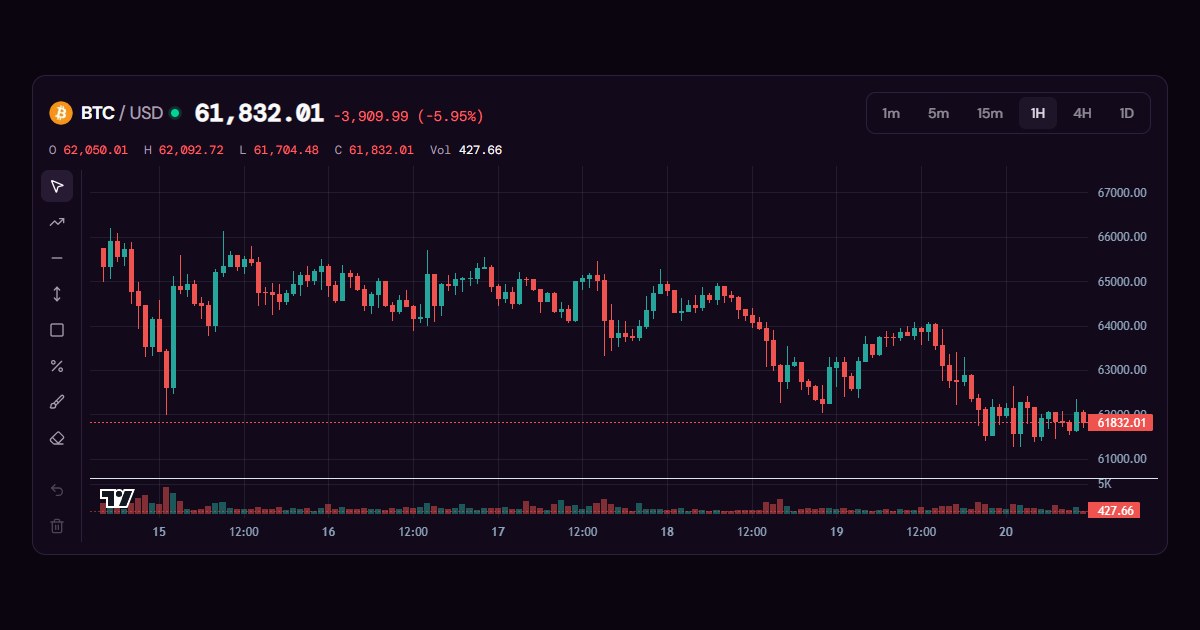 BTC / USD 61,832.01 -3,909.99 (-5.95%) 1m 5m 15m 1H 4H 1D
O 62,050.01 H 62,092.72 L 61,704.48 C 61,832.01 Vol 427.66
67000.00
66000.00
65000.00
64000.00
63000.00
62000.00
61832.01
61000.00
5K
427.66
15 12:00 16 12:00 17 12:00 18 12:00 19 12:00 20